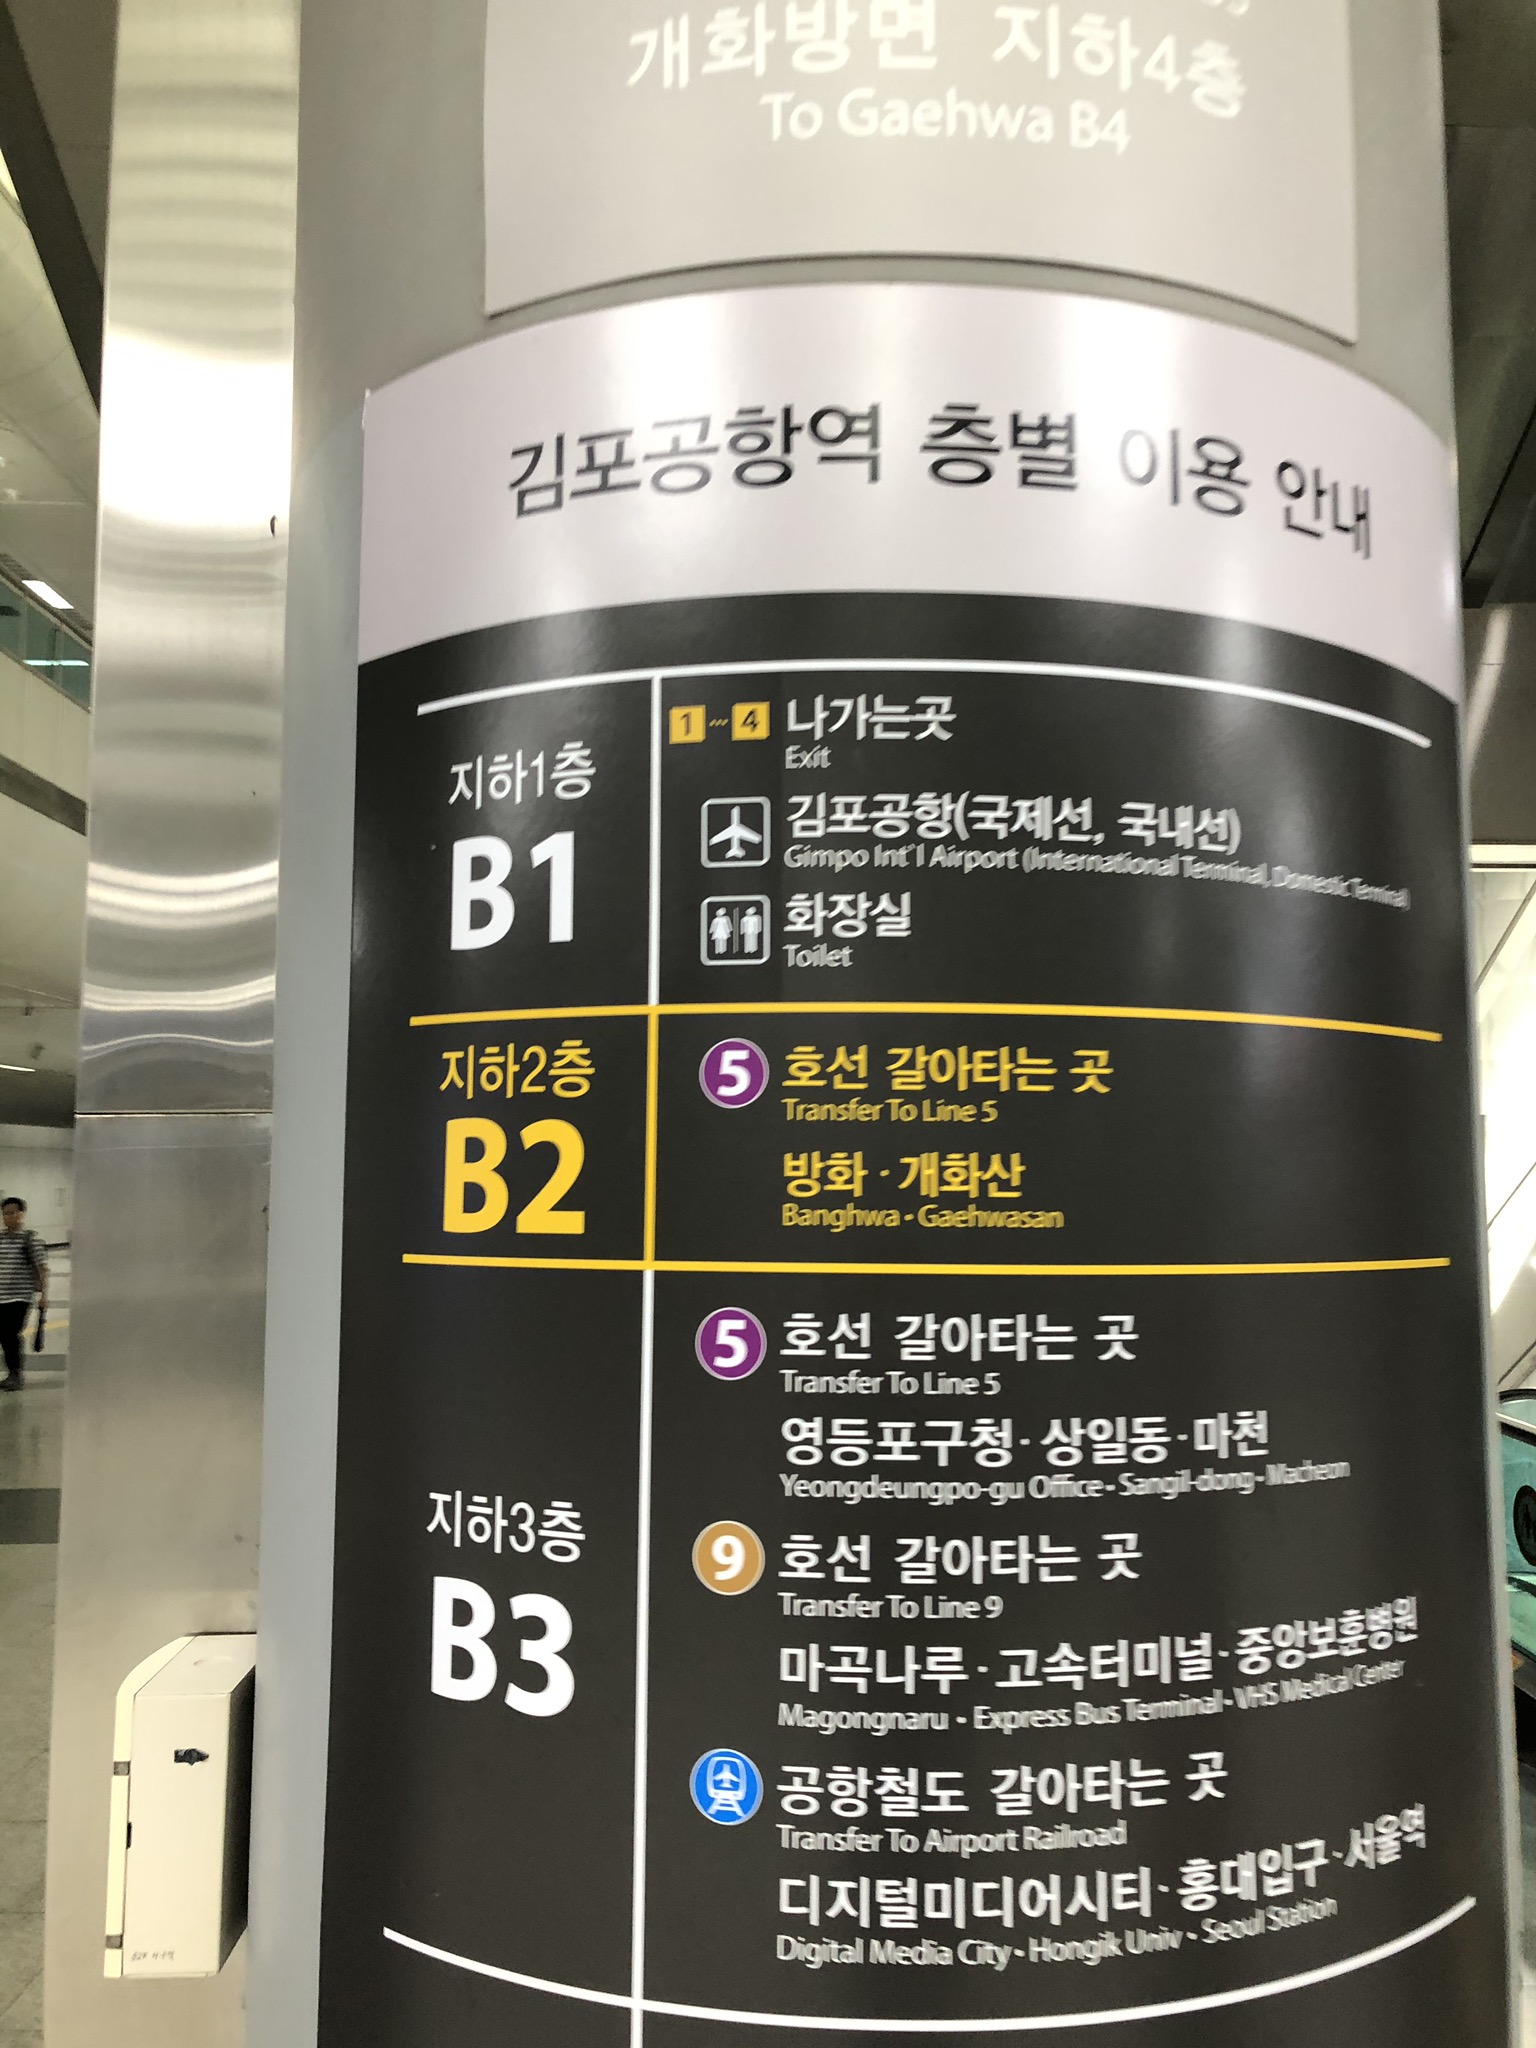 개화방면 지하4층
To Gaehwa B4
김포공항역 층별 이용 안내
지하1층
B1
1 ··· 4 나가는곳
Exit
김포공항(국제선, 국내선)
Gimpo Int'l Airport (International Terminal, Domestic Terminal)
화장실
Toilet
지하2층
B2
5 호선 갈아타는 곳
Transfer To Line 5
방화 · 개화산
Banghwa · Gaehwasan
지하3층
B3
5 호선 갈아타는 곳
Transfer To Line 5
영등포구청 · 상일동 · 마천
Yeongdeungpo-gu Office · Sangil-dong · Macheon
9 호선 갈아타는 곳
Transfer To Line 9
마곡나루 · 고속터미널 · 중앙보훈병원
Magongnaru · Express Bus Terminal · VHS Medical Center
공항철도 갈아타는 곳
Transfer To Airport Railroad
디지털미디어시티 · 홍대입구 · 서울역
Digital Media City · Hongik Univ · Seoul Station